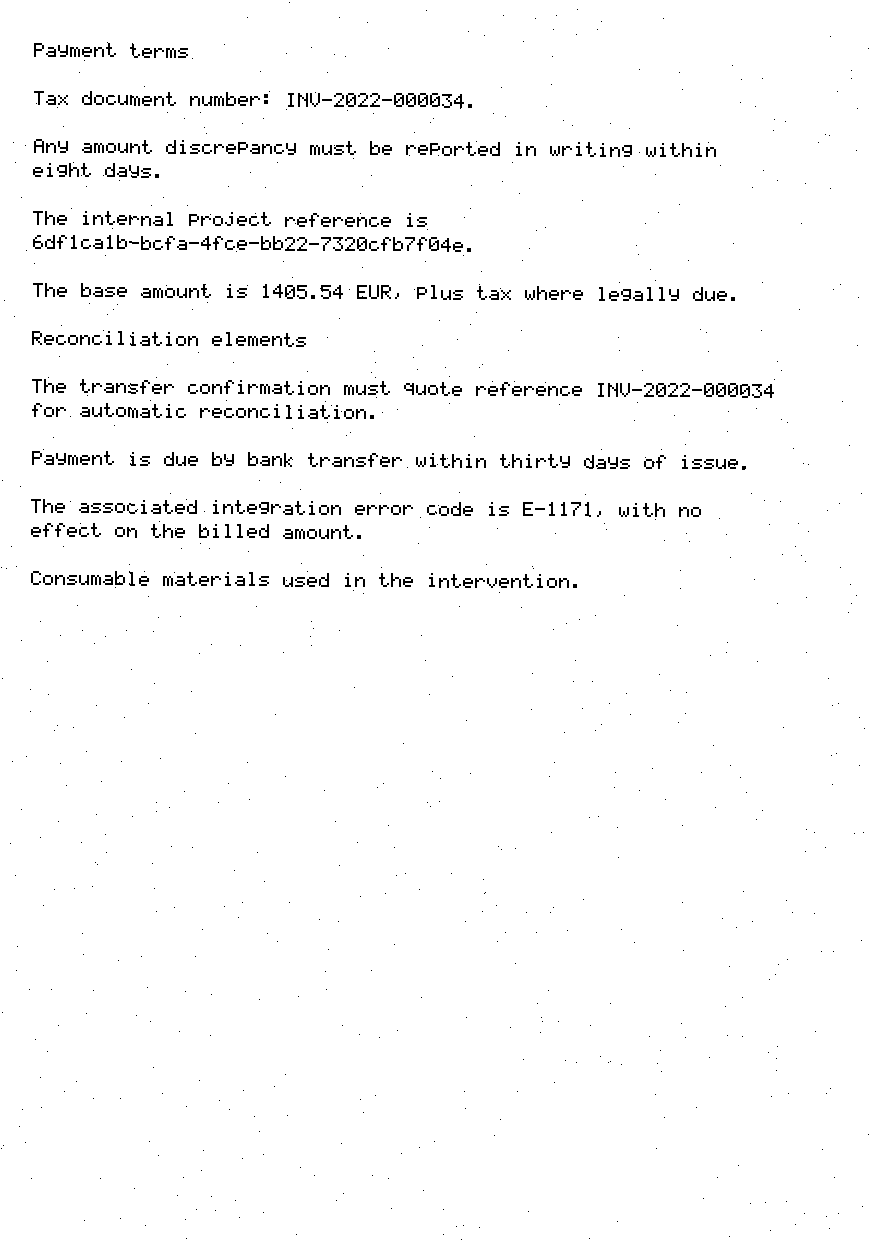 Payment terms
Tax document number: INV-2022-000034.
Any amount discrepancy must be reported in writing within
eight days.
The internal project reference is
6df1ca1b-bcfa-4fce-bb22-7320cfb7f04e.
The base amount is 1405.54 EUR, plus tax where legally due.
Reconciliation elements
The transfer confirmation must quote reference INV-2022-000034
for automatic reconciliation.
Payment is due by bank transfer within thirty days of issue.
The associated integration error code is E-1171, with no
effect on the billed amount.
Consumable materials used in the intervention.